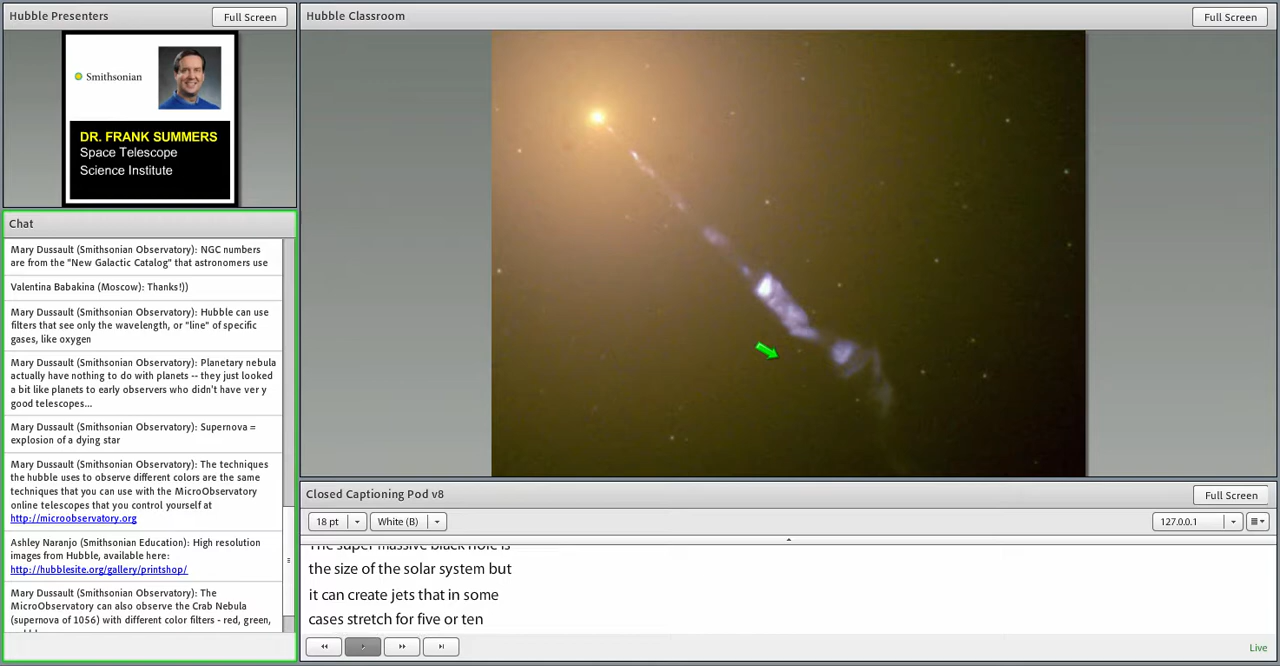 Hubble Presenters
Full Screen
Smithsonian
DR. FRANK SUMMERS
Space Telescope
Science Institute
Chat
Mary Dussault (Smithsonian Observatory): NGC numbers
are from the "New Galactic Catalog" that astronomers use
Valentina Babakina (Moscow): Thanks!))
Mary Dussault (Smithsonian Observatory): Hubble can use
filters that see only the wavelength, or "line" of specific
gases, like oxygen
Mary Dussault (Smithsonian Observatory): Planetary nebula
actually have nothing to do with planets -- they just looked
a bit like planets to early observers who didn't have ver y
good telescopes...
Mary Dussault (Smithsonian Observatory): Supernova =
explosion of a dying star
Mary Dussault (Smithsonian Observatory): The techniques
the hubble uses to observe different colors are the same
techniques that you can use with the MicroObservatory
online telescopes that you control yourself at
http://microobservatory.org
Ashley Naranjo (Smithsonian Education): High resolution
images from Hubble, available here:
http://hubblesite.org/gallery/printshop/
Mary Dussault (Smithsonian Observatory): The
MicroObservatory can also observe the Crab Nebula
(supernova of 1056) with different color filters - red, green,
Hubble Classroom
Full Screen
Closed Captioning Pod v8
Full Screen
18 pt
White (B)
127.0.0.1
The super massive black hole is
the size of the solar system but
it can create jets that in some
cases stretch for five or ten
Live